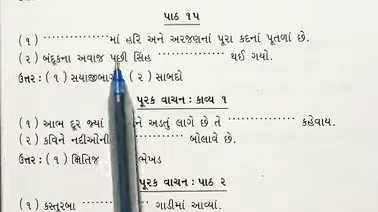 પાઠ ૧૫
(૧) ............... માં હરિ અને અરજણનાં પૂરા કદનાં પૂતળાં છે.
(૨) બંદૂકના અવાજ પછી સિંહ ............... થઈ ગયો.
ઉત્તર : (૧) સયાજીબા (૨) સાબદો
પૂરક વાચન : કાવ્ય ૧
(૧) આભ દૂર જ્યાં ને અડતું લાગે છે તે ............... કહેવાય.
(૨) કવિને નદીઓની ............... બોલાવે છે.
ઉત્તર : (૧) ક્ષિતિજ ભેખડ
પૂરક વાચન : પાઠ ૨
(૧) કસ્તૂરબા ............... ગાડીમાં આવ્યાં.